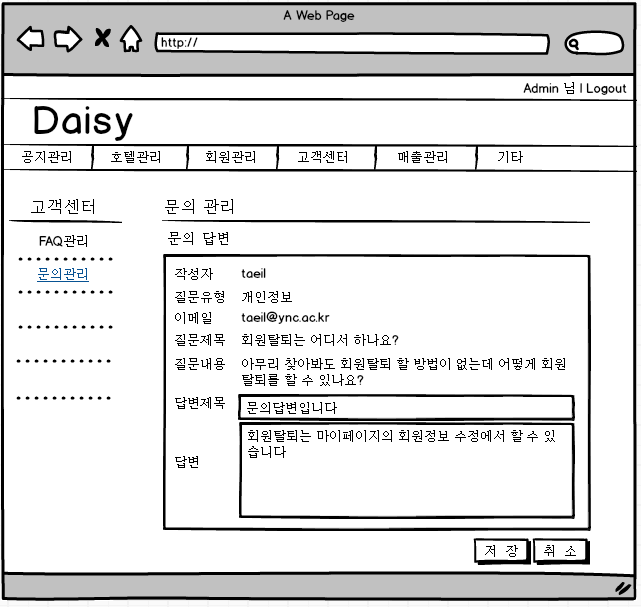 A Web Page
http://
Admin 님 | Logout
Daisy
공지관리 호텔관리 회원관리 고객센터 매출관리 기타
고객센터
FAQ관리
문의관리
문의 관리
문의 답변
작성자 taeil
질문유형 개인정보
이메일 taeil@ync.ac.kr
질문제목 회원탈퇴는 어디서 하나요?
질문내용 아무리 찾아봐도 회원탈퇴 할 방법이 없는데 어떻게 회원
탈퇴를 할 수 있나요?
답변제목 문의답변입니다
답변 회원탈퇴는 마이페이지의 회원정보 수정에서 할 수 있
습니다
저 장 취 소